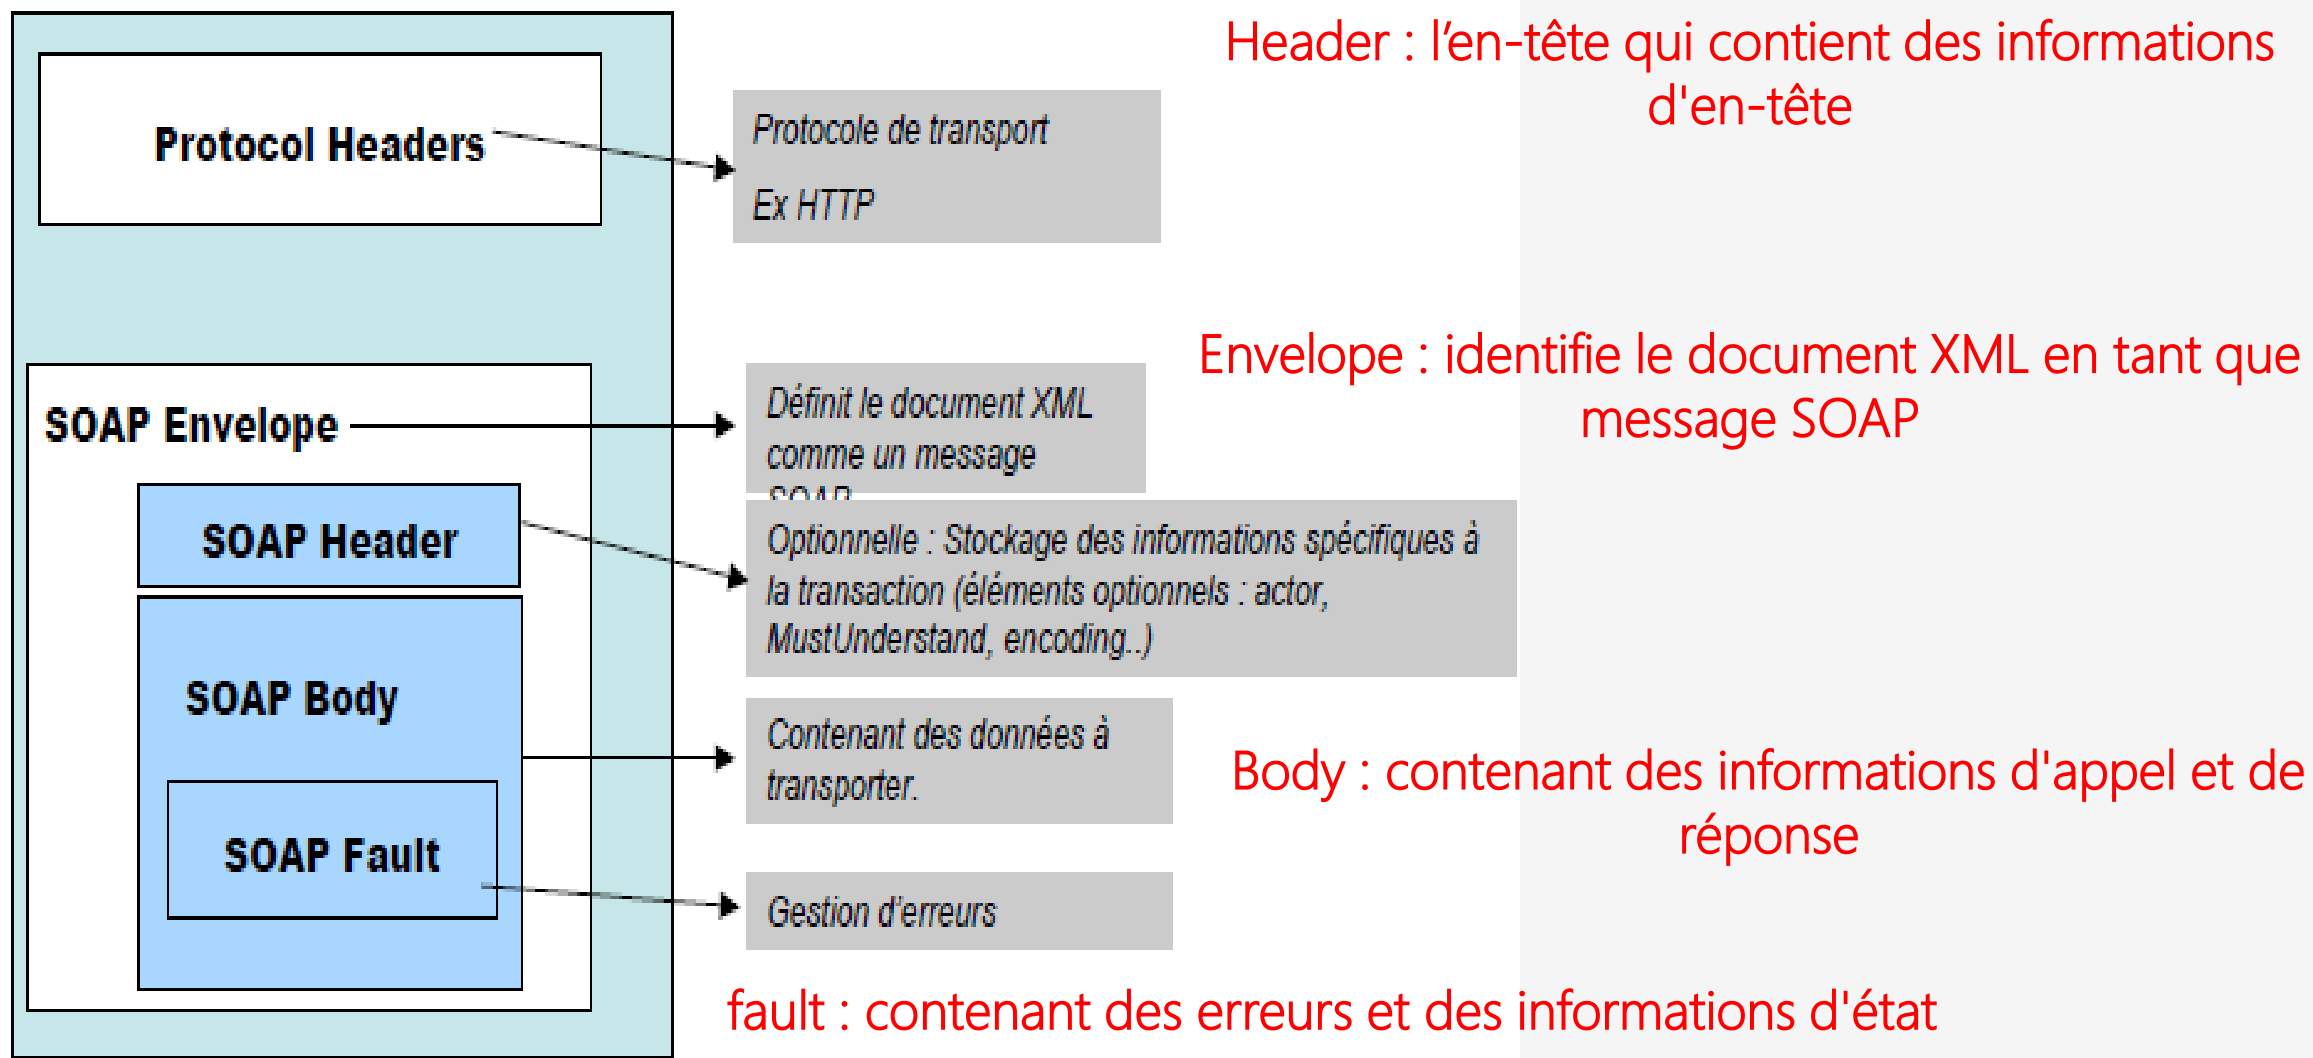 Header : l’en-tête qui contient des informations
d'en-tête
Protocol Headers
Protocole de transport
Ex HTTP
Envelope : identifie le document XML en tant que
message SOAP
SOAP Envelope
Définit le document XML
comme un message
SOAP
SOAP Header
Optionnelle : Stockage des informations spécifiques à
la transaction (éléments optionnels : actor,
MustUnderstand, encoding..)
SOAP Body
Contenant des données à
transporter.
Body : contenant des informations d'appel et de
réponse
SOAP Fault
Gestion d’erreurs
fault : contenant des erreurs et des informations d'état